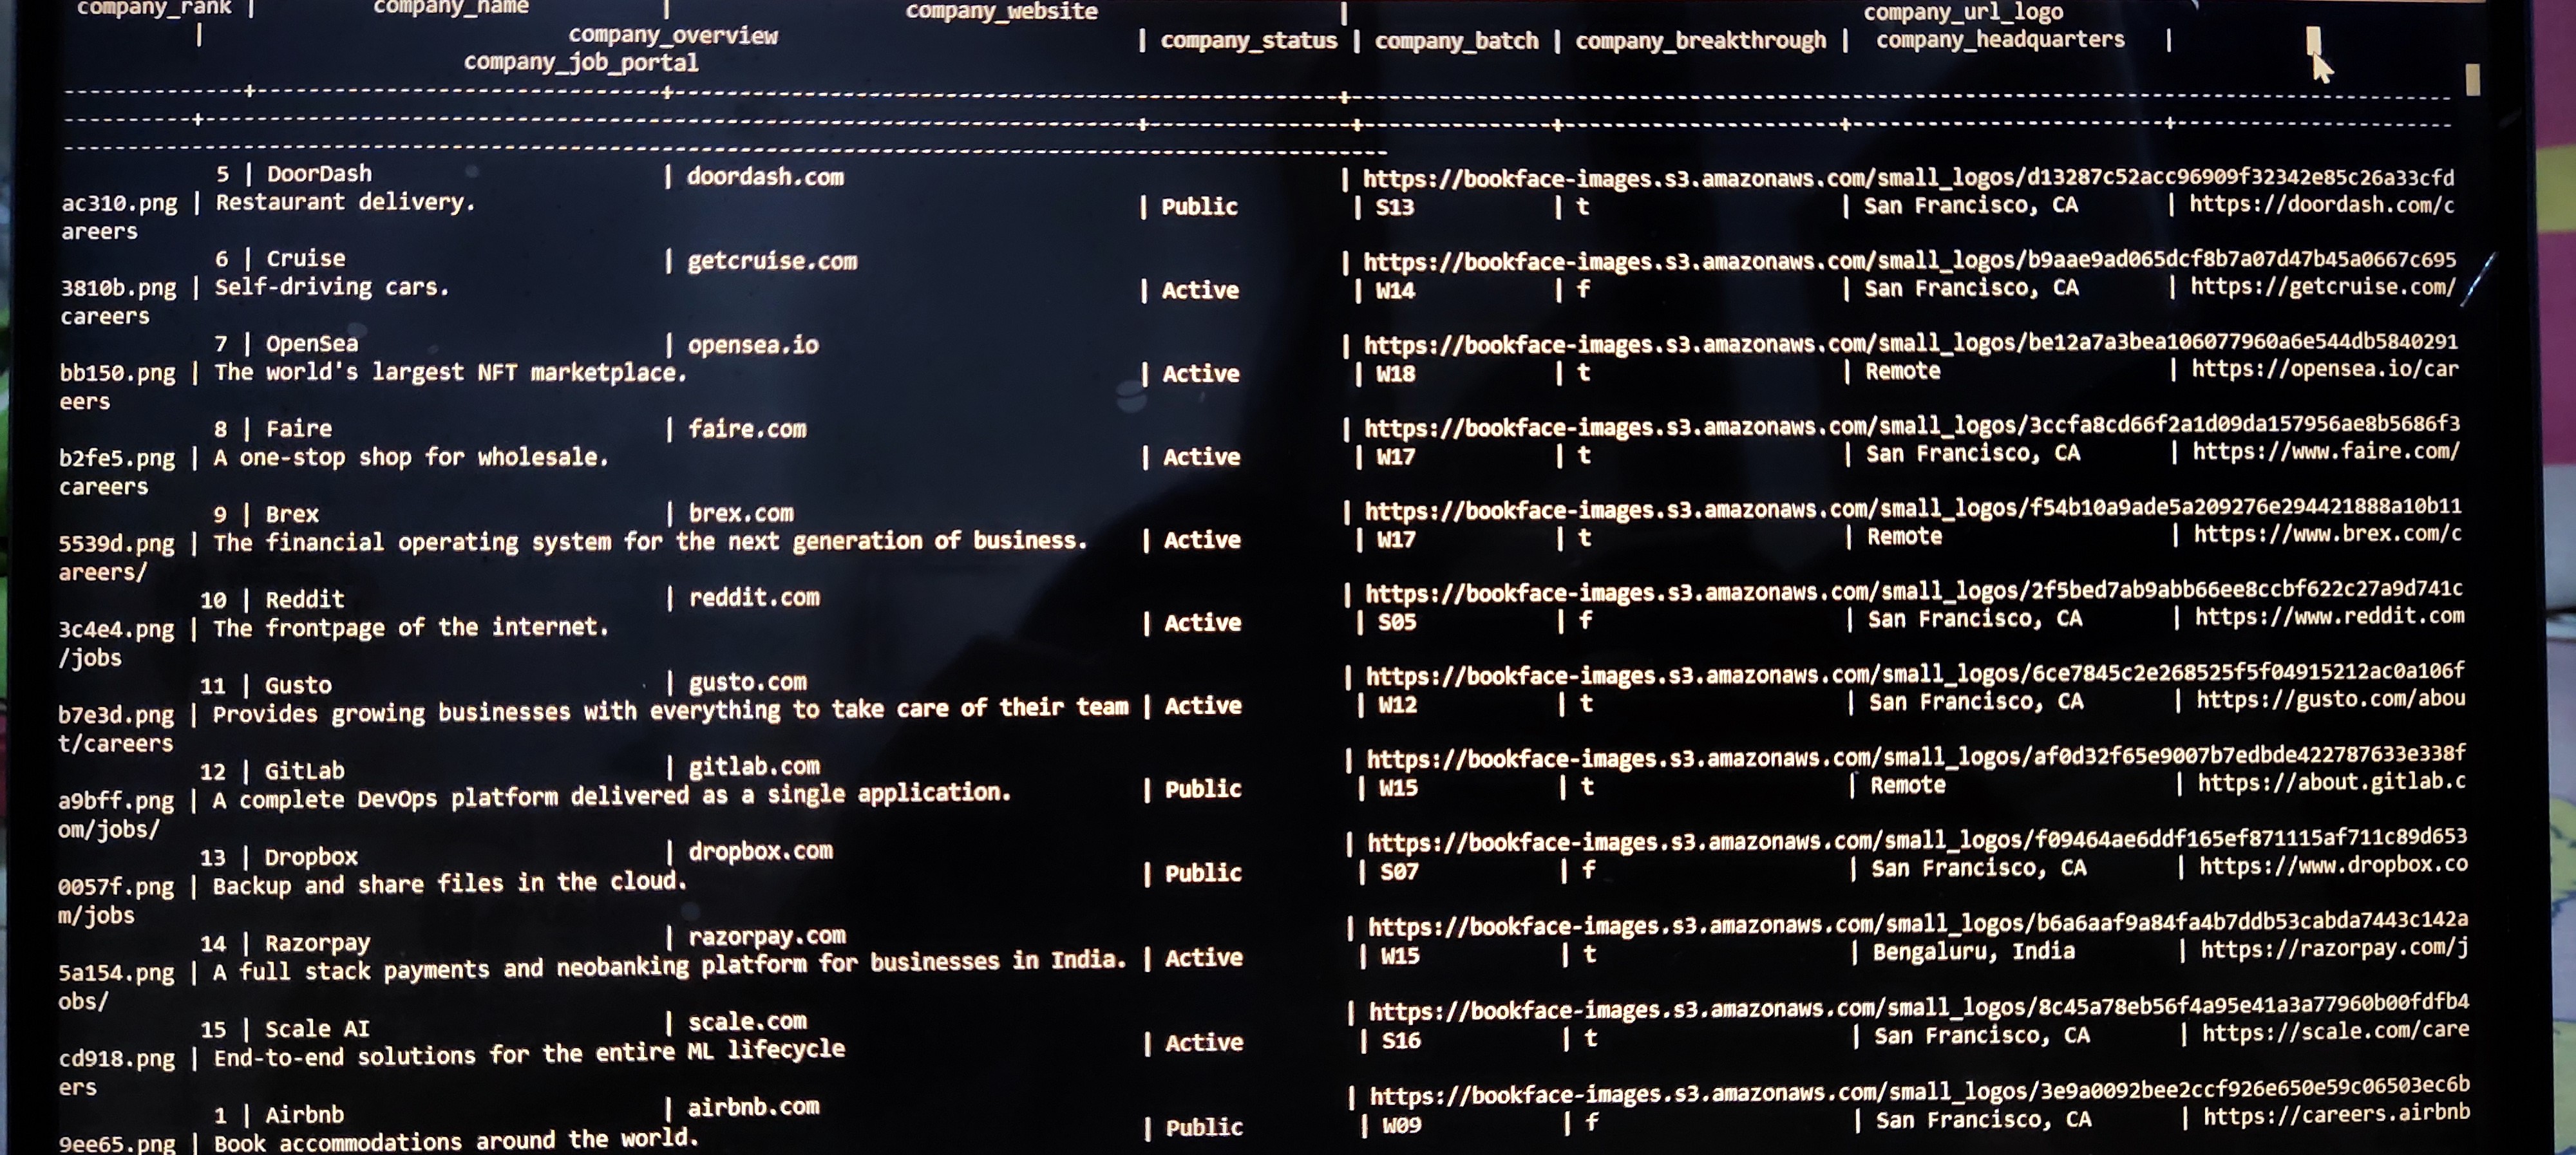 company_rank | company_name | company_website | company_url_logo
| company_overview | company_status | company_batch | company_breakthrough | company_headquarters |
company_job_portal
5 | DoorDash | doordash.com | https://bookface-images.s3.amazonaws.com/small_logos/d13287c52acc96909f32342e85c26a33cfd
ac310.png | Restaurant delivery. | Public | S13 | t | San Francisco, CA | https://doordash.com/c
areers
6 | Cruise | getcruise.com | https://bookface-images.s3.amazonaws.com/small_logos/b9aae9ad065dcf8b7a07d47b45a0667c695
3810b.png | Self-driving cars. | Active | W14 | f | San Francisco, CA | https://getcruise.com/
careers
7 | OpenSea | opensea.io | https://bookface-images.s3.amazonaws.com/small_logos/be12a7a3bea106077960a6e544db5840291
bb150.png | The world's largest NFT marketplace. | Active | W18 | t | Remote | https://opensea.io/car
eers
8 | Faire | faire.com | https://bookface-images.s3.amazonaws.com/small_logos/3ccfa8cd66f2a1d09da157956ae8b5686f3
b2fe5.png | A one-stop shop for wholesale. | Active | W17 | t | San Francisco, CA | https://www.faire.com/
careers
9 | Brex | brex.com | https://bookface-images.s3.amazonaws.com/small_logos/f54b10a9ade5a209276e294421888a10b11
5539d.png | The financial operating system for the next generation of business. | Active | W17 | t | Remote | https://www.brex.com/c
areers/
10 | Reddit | reddit.com | https://bookface-images.s3.amazonaws.com/small_logos/2f5bed7ab9abb66ee8ccbf622c27a9d741c
3c4e4.png | The frontpage of the internet. | Active | S05 | f | San Francisco, CA | https://www.reddit.com
/jobs
11 | Gusto | gusto.com | https://bookface-images.s3.amazonaws.com/small_logos/6ce7845c2e268525f5f04915212ac0a106f
b7e3d.png | Provides growing businesses with everything to take care of their team | Active | W12 | t | San Francisco, CA | https://gusto.com/abou
t/careers
12 | GitLab | gitlab.com | https://bookface-images.s3.amazonaws.com/small_logos/af0d32f65e9007b7edbde422787633e338f
a9bff.png | A complete DevOps platform delivered as a single application. | Public | W15 | t | Remote | https://about.gitlab.c
om/jobs/
13 | Dropbox | dropbox.com | https://bookface-images.s3.amazonaws.com/small_logos/f09464ae6ddf165ef871115af711c89d653
0057f.png | Backup and share files in the cloud. | Public | S07 | f | San Francisco, CA | https://www.dropbox.co
m/jobs
14 | Razorpay | razorpay.com | https://bookface-images.s3.amazonaws.com/small_logos/b6a6aaf9a84fa4b7ddb53cabda7443c142a
5a154.png | A full stack payments and neobanking platform for businesses in India. | Active | W15 | t | Bengaluru, India | https://razorpay.com/j
obs/
15 | Scale AI | scale.com | https://bookface-images.s3.amazonaws.com/small_logos/8c45a78eb56f4a95e41a3a77960b00fdfb4
cd918.png | End-to-end solutions for the entire ML lifecycle | Active | S16 | t | San Francisco, CA | https://scale.com/care
ers
1 | Airbnb | airbnb.com | https://bookface-images.s3.amazonaws.com/small_logos/3e9a0092bee2ccf926e650e59c06503ec6b
9ee65.png | Book accommodations around the world. | Public | W09 | f | San Francisco, CA | https://careers.airbnb